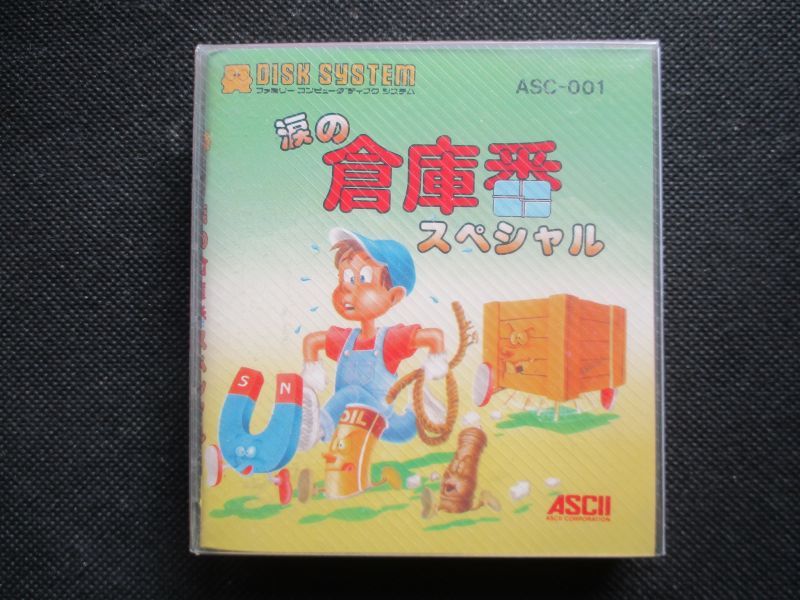 DISK SYSTEM
ファミリー コンピュータ ディスク システム
ASC-001
涙の
倉庫番
スペシャル
S N
OIL
ASCII
ASCII CORPORATION